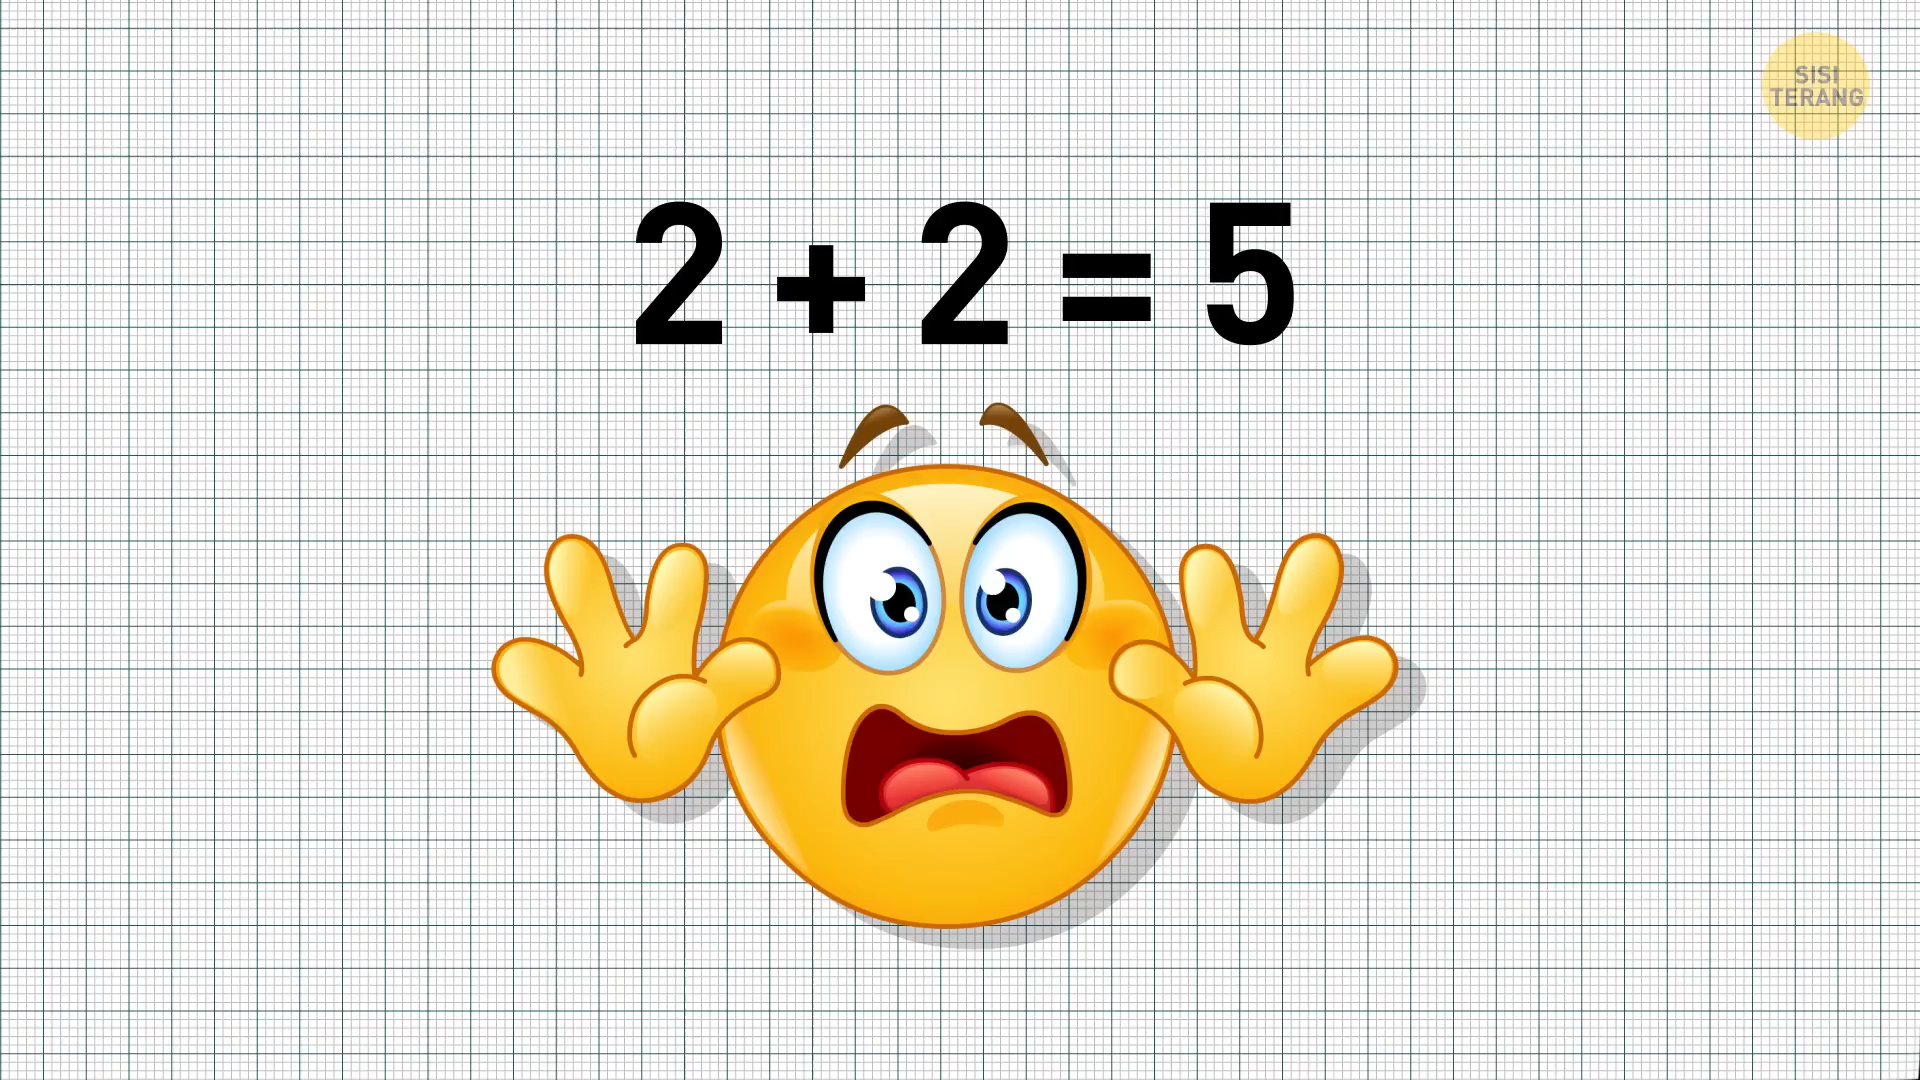 SISI
TERANG
2 + 2 = 5